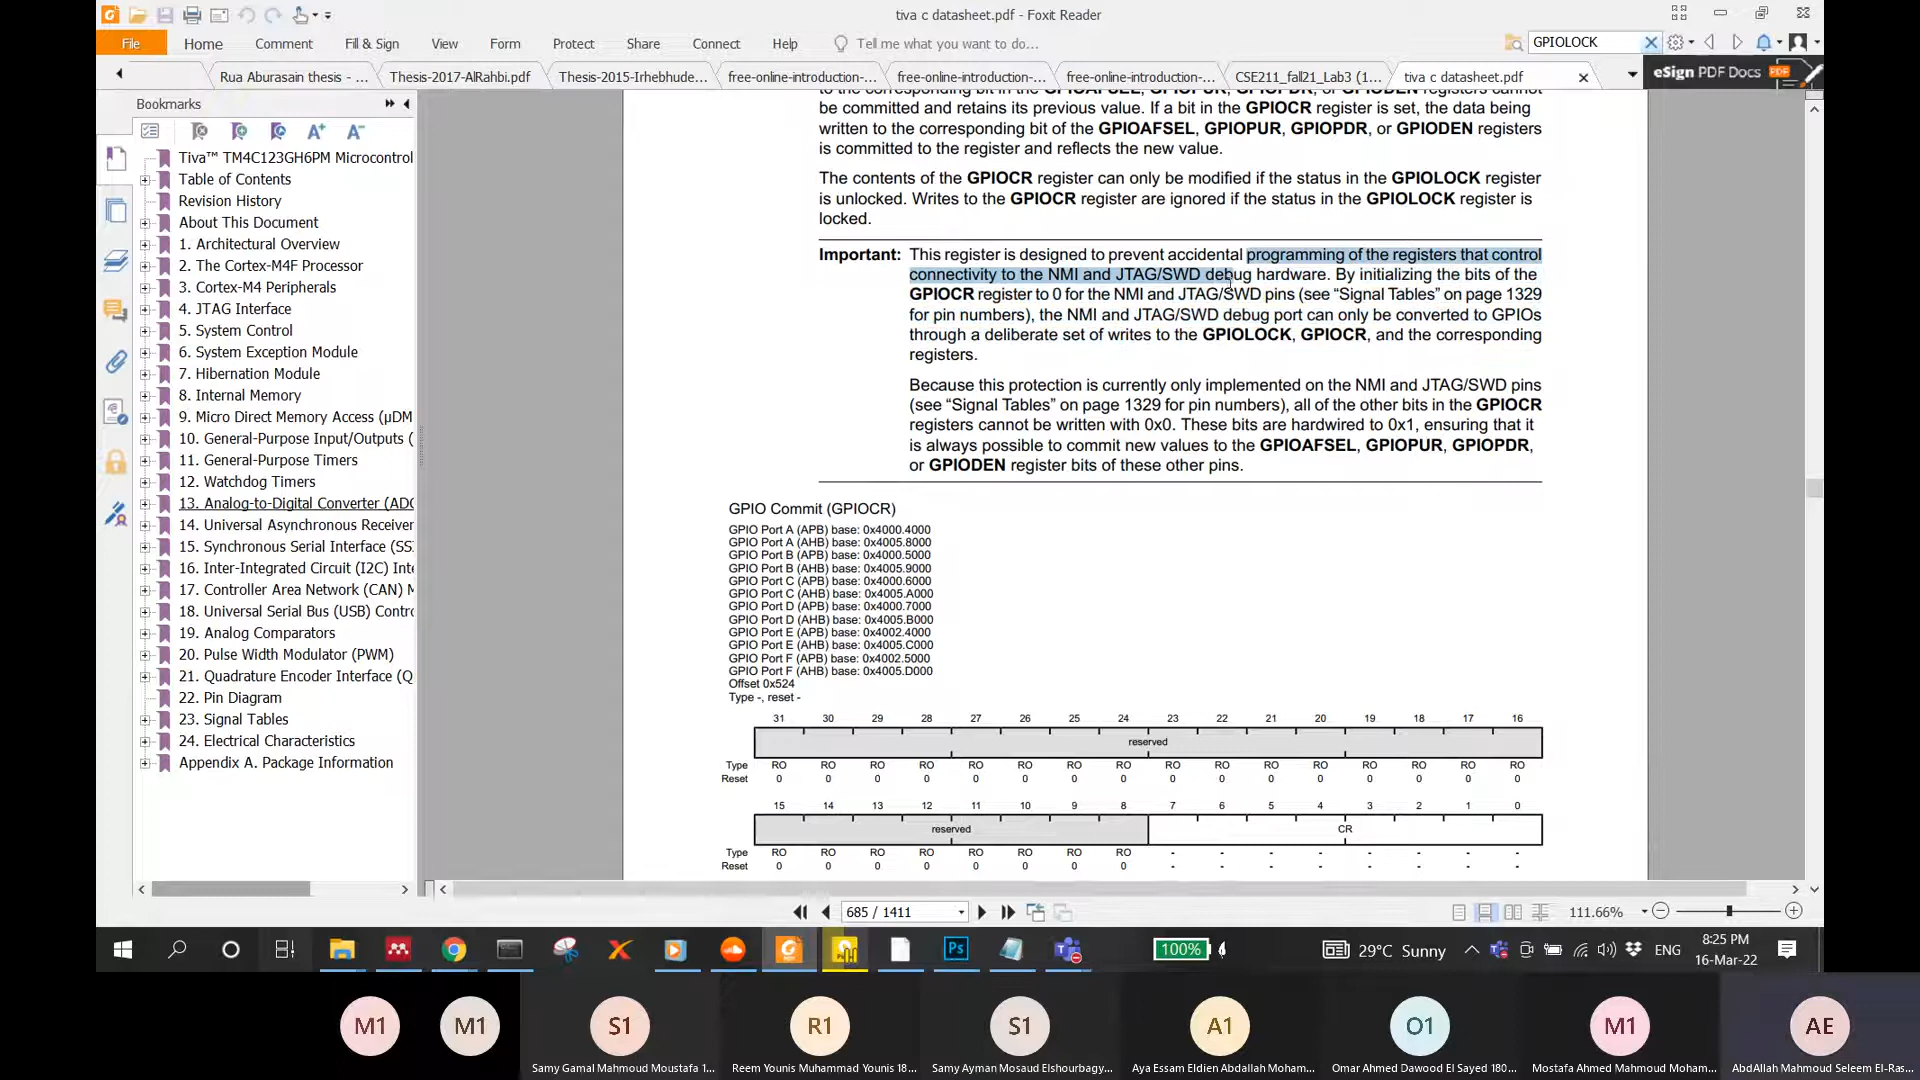 tiva c datasheet.pdf - Foxit Reader
File Home Comment Fill & Sign View Form Protect Share Connect Help Tell me what you want to do... GPIOLOCK
Rua Aburasain thesis - ... Thesis-2017-AlRahbi.pdf Thesis-2015-Irhebhude... free-online-introduction-... free-online-introduction-... free-online-introduction-... CSE211_fall21_Lab3 (1... tiva c datasheet.pdf eSign PDF Docs
Bookmarks
Tiva™ TM4C123GH6PM Microcontrol
Table of Contents
Revision History
About This Document
1. Architectural Overview
2. The Cortex-M4F Processor
3. Cortex-M4 Peripherals
4. JTAG Interface
5. System Control
6. System Exception Module
7. Hibernation Module
8. Internal Memory
9. Micro Direct Memory Access (µDM
10. General-Purpose Input/Outputs (
11. General-Purpose Timers
12. Watchdog Timers
13. Analog-to-Digital Converter (ADC
14. Universal Asynchronous Receiver
15. Synchronous Serial Interface (SS
16. Inter-Integrated Circuit (I2C) Inte
17. Controller Area Network (CAN) M
18. Universal Serial Bus (USB) Contro
19. Analog Comparators
20. Pulse Width Modulator (PWM)
21. Quadrature Encoder Interface (Q
22. Pin Diagram
23. Signal Tables
24. Electrical Characteristics
Appendix A. Package Information
to the corresponding bit in the GPIOAFSEL, GPIOPUR, GPIOPDR, or GPIODEN registers cannot
be committed and retains its previous value. If a bit in the GPIOCR register is set, the data being
written to the corresponding bit of the GPIOAFSEL, GPIOPUR, GPIOPDR, or GPIODEN registers
is committed to the register and reflects the new value.
The contents of the GPIOCR register can only be modified if the status in the GPIOLOCK register
is unlocked. Writes to the GPIOCR register are ignored if the status in the GPIOLOCK register is
locked.
Important: This register is designed to prevent accidental programming of the registers that control
connectivity to the NMI and JTAG/SWD debug hardware. By initializing the bits of the
GPIOCR register to 0 for the NMI and JTAG/SWD pins (see “Signal Tables” on page 1329
for pin numbers), the NMI and JTAG/SWD debug port can only be converted to GPIOs
through a deliberate set of writes to the GPIOLOCK, GPIOCR, and the corresponding
registers.
Because this protection is currently only implemented on the NMI and JTAG/SWD pins
(see “Signal Tables” on page 1329 for pin numbers), all of the other bits in the GPIOCR
registers cannot be written with 0x0. These bits are hardwired to 0x1, ensuring that it
is always possible to commit new values to the GPIOAFSEL, GPIOPUR, GPIOPDR,
or GPIODEN register bits of these other pins.
GPIO Commit (GPIOCR)
GPIO Port A (APB) base: 0x4000.4000
GPIO Port A (AHB) base: 0x4005.8000
GPIO Port B (APB) base: 0x4000.5000
GPIO Port B (AHB) base: 0x4005.9000
GPIO Port C (APB) base: 0x4000.6000
GPIO Port C (AHB) base: 0x4005.A000
GPIO Port D (APB) base: 0x4000.7000
GPIO Port D (AHB) base: 0x4005.B000
GPIO Port E (APB) base: 0x4002.4000
GPIO Port E (AHB) base: 0x4005.C000
GPIO Port F (APB) base: 0x4002.5000
GPIO Port F (AHB) base: 0x4005.D000
Offset 0x524
Type -, reset -
31 30 29 28 27 26 25 24 23 22 21 20 19 18 17 16
reserved
Type RO RO RO RO RO RO RO RO RO RO RO RO RO RO RO RO
Reset 0 0 0 0 0 0 0 0 0 0 0 0 0 0 0 0
15 14 13 12 11 10 9 8 7 6 5 4 3 2 1 0
reserved CR
Type RO RO RO RO RO RO RO RO - - - - - - - -
Reset 0 0 0 0 0 0 0 0 - - - - - - - -
685 / 1411 111.66%
100% 29°C Sunny ENG 8:25 PM
16-Mar-22
M1 M1 S1 R1 S1 A1 O1 M1 AE
Samy Gamal Mahmoud Moustafa 1... Reem Younis Muhammad Younis 18... Samy Ayman Mosaud Elshourbagy... Aya Essam Eldien Abdallah Moham... Omar Ahmed Dawood El Sayed 180... Mostafa Ahmed Mahmoud Moham... AbdAllah Mahmoud Seleem El-Ras...